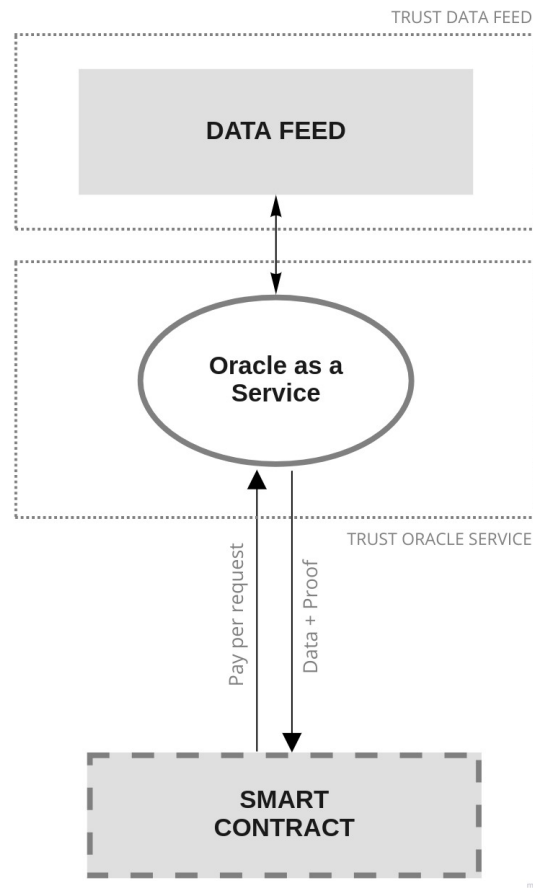 TRUST DATA FEED
DATA FEED
Oracle as a
Service
TRUST ORACLE SERVICE
Pay per request
Data + Proof
SMART
CONTRACT